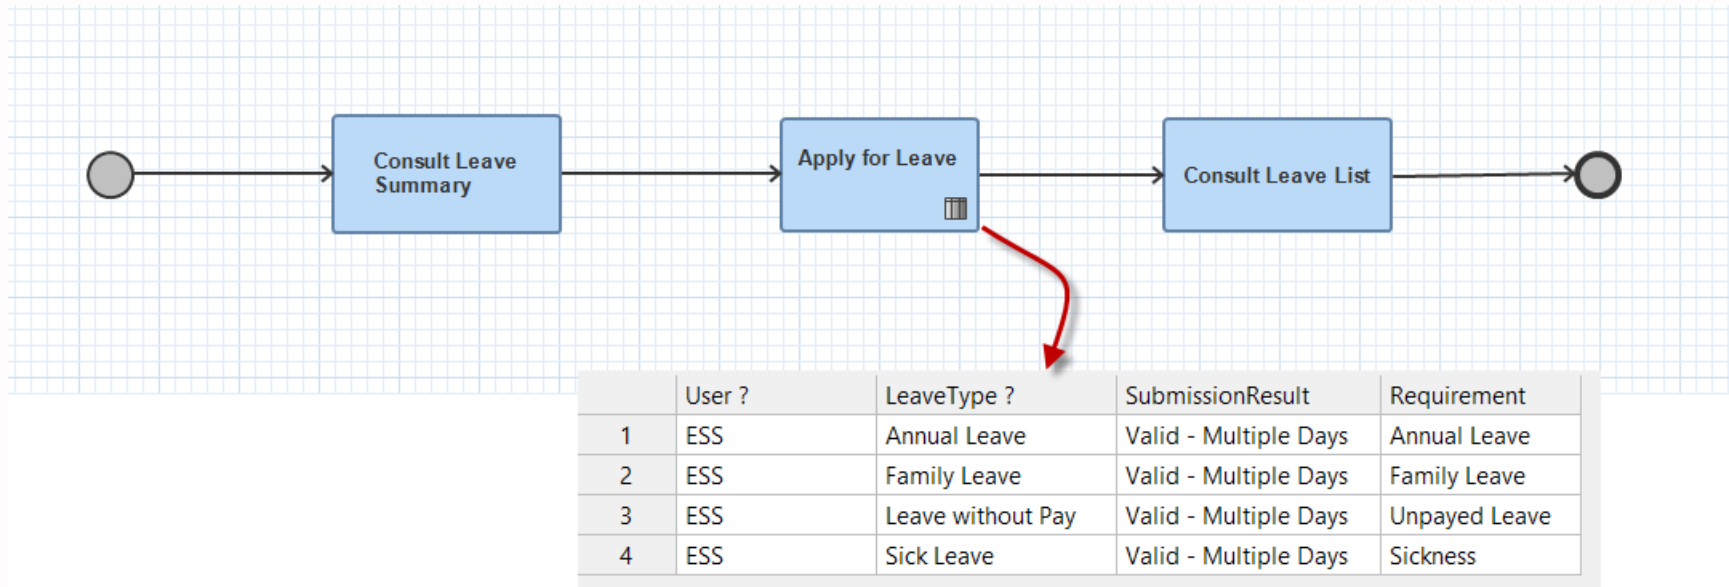 Consult Leave
Summary
Apply for Leave
Consult Leave List
User ? LeaveType ? SubmissionResult Requirement
1 ESS Annual Leave Valid - Multiple Days Annual Leave
2 ESS Family Leave Valid - Multiple Days Family Leave
3 ESS Leave without Pay Valid - Multiple Days Unpayed Leave
4 ESS Sick Leave Valid - Multiple Days Sickness